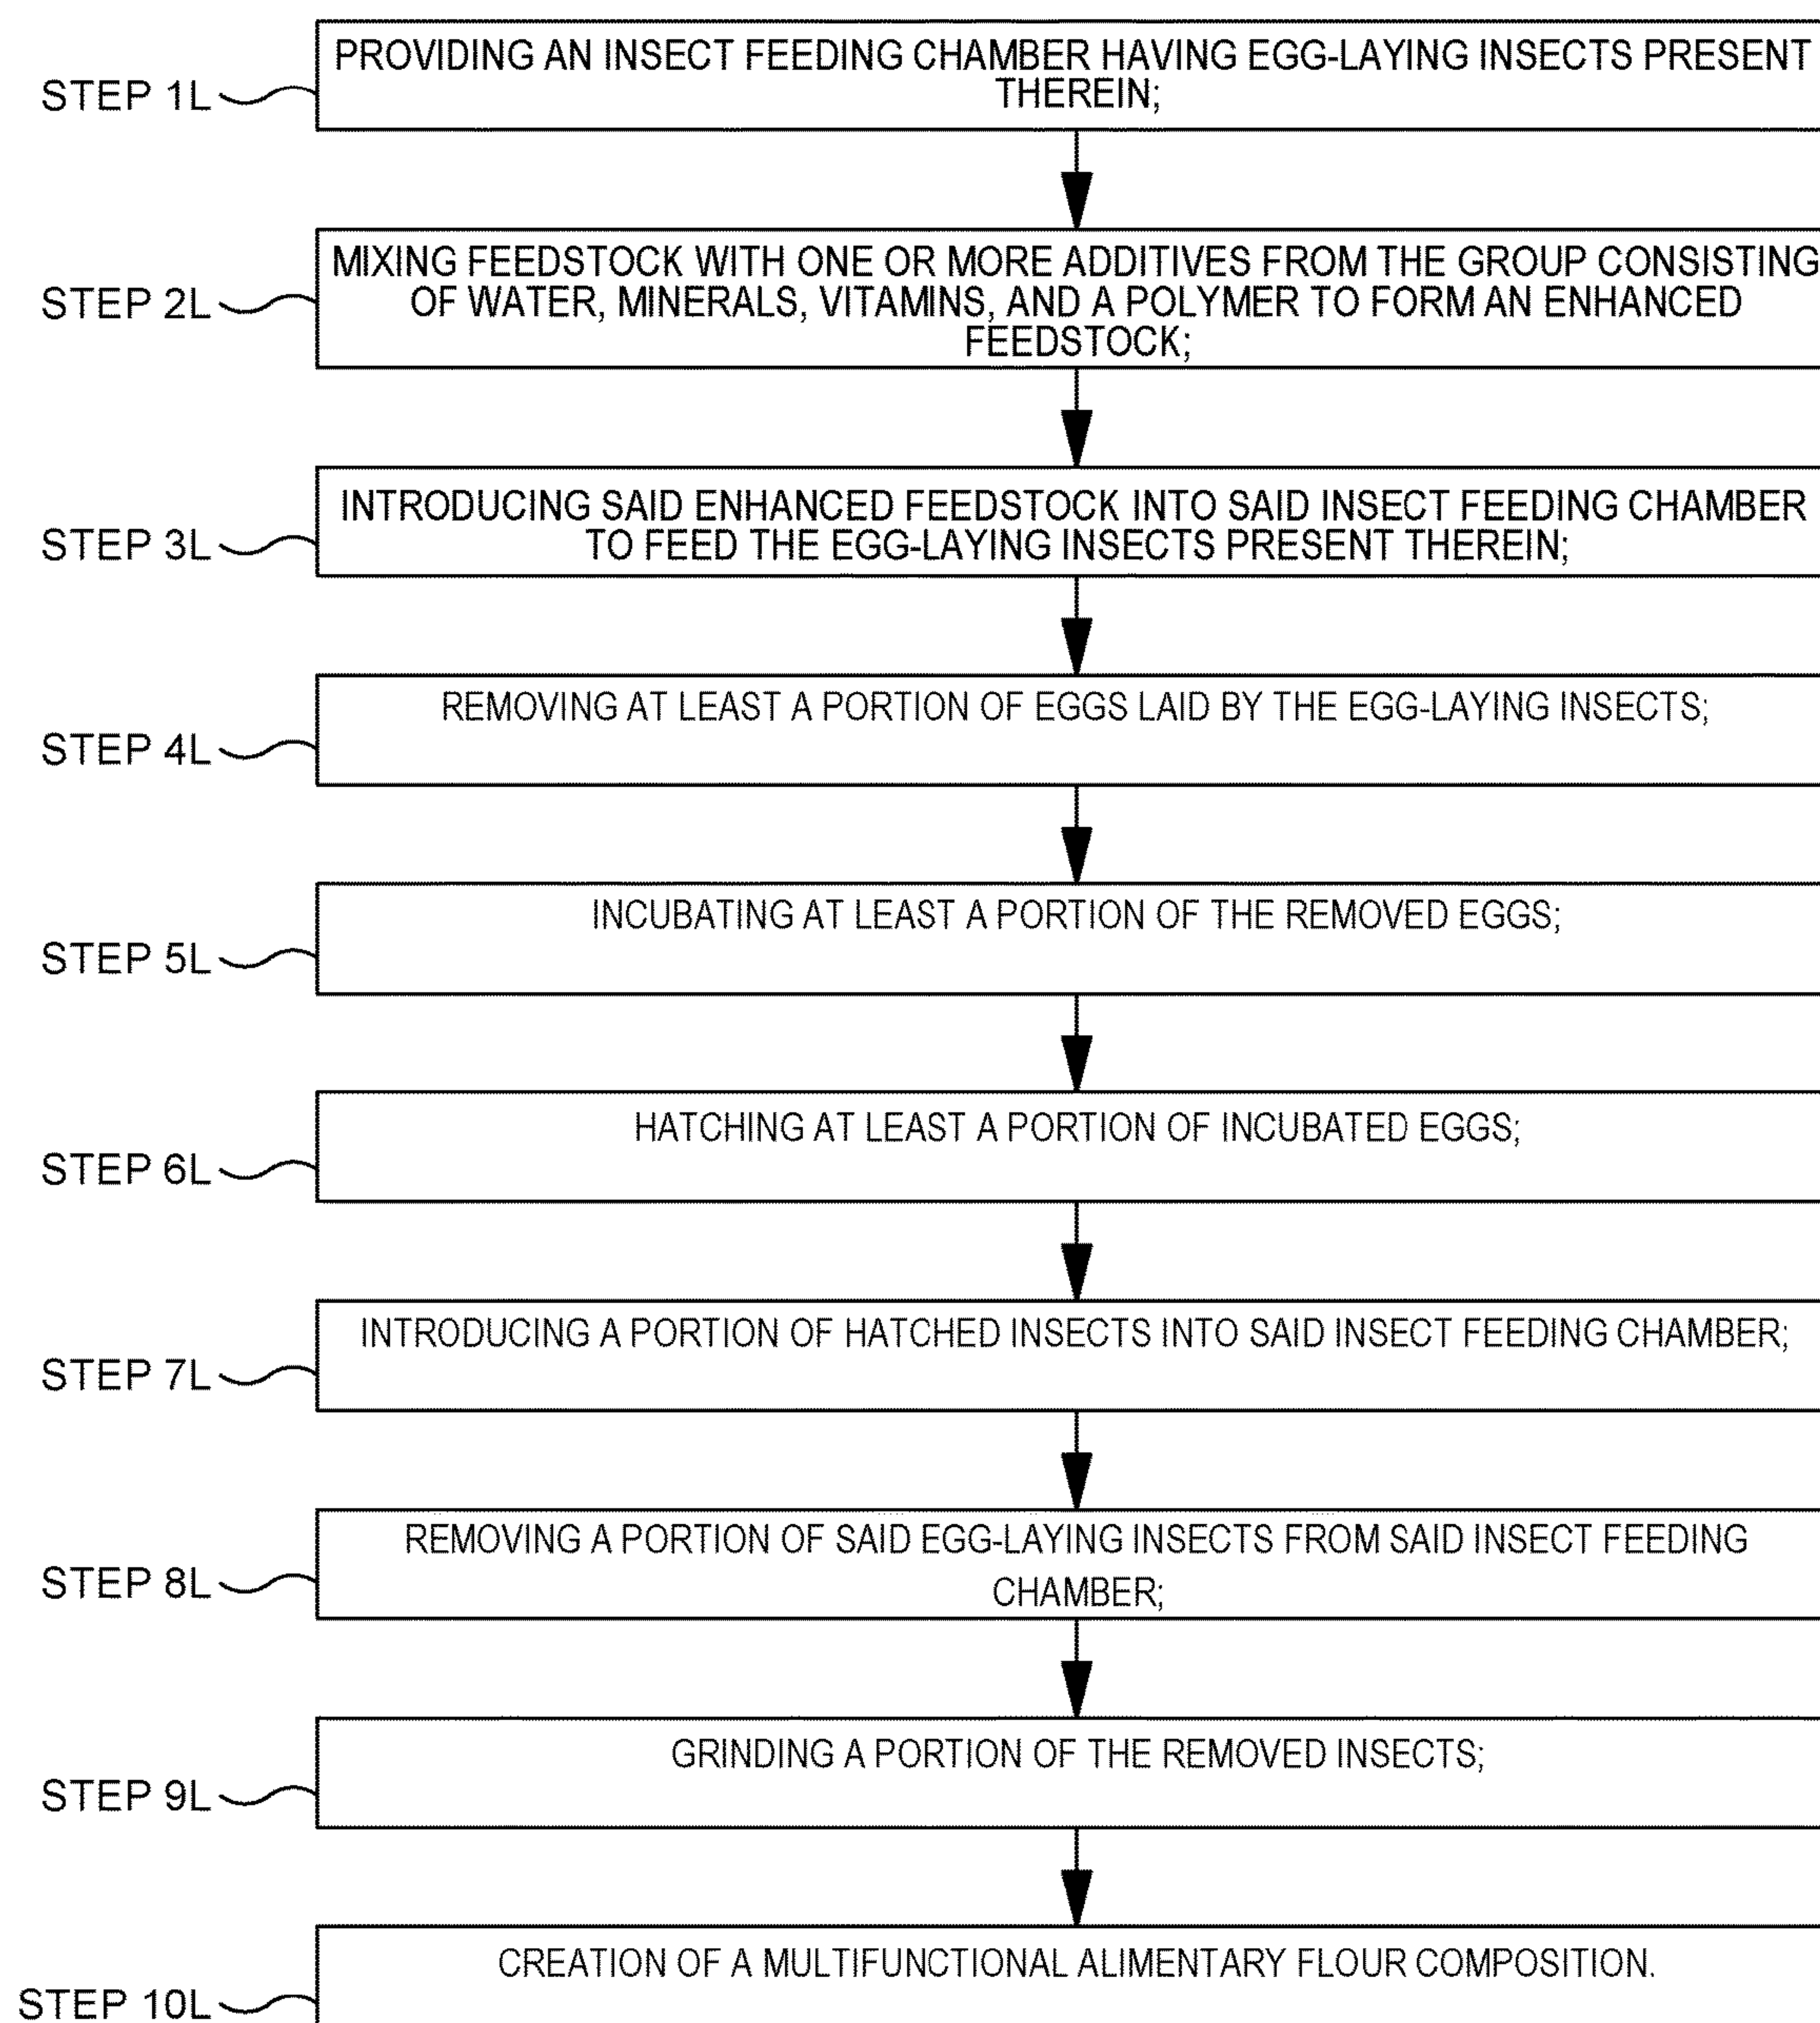 PROVIDING AN INSECT FEEDING CHAMBER HAVING EGG-LAYING INSECTS PRESENT
THEREIN;
STEP 1L
MIXING FEEDSTOCK WITH ONE OR MORE ADDITIVES FROM THE GROUP CONSISTING
OF WATER, MINERALS, VITAMINS, AND A POLYMER TO FORM AN ENHANCED
FEEDSTOCK;
STEP 2L
INTRODUCING SAID ENHANCED FEEDSTOCK INTO SAID INSECT FEEDING CHAMBER
TO FEED THE EGG-LAYING INSECTS PRESENT THEREIN;
STEP 3L
REMOVING AT LEAST A PORTION OF EGGS LAID BY THE EGG-LAYING INSECTS;
STEP 4L
INCUBATING AT LEAST A PORTION OF THE REMOVED EGGS;
STEP 5L
HATCHING AT LEAST A PORTION OF INCUBATED EGGS;
STEP 6L
INTRODUCING A PORTION OF HATCHED INSECTS INTO SAID INSECT FEEDING CHAMBER;
STEP 7L
REMOVING A PORTION OF SAID EGG-LAYING INSECTS FROM SAID INSECT FEEDING
CHAMBER;
STEP 8L
GRINDING A PORTION OF THE REMOVED INSECTS;
STEP 9L
CREATION OF A MULTIFUNCTIONAL ALIMENTARY FLOUR COMPOSITION.
STEP 10L